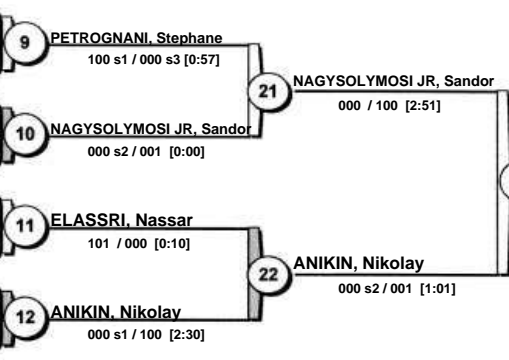 9
PETROGNANI, Stephane
100 s1 / 000 s3 [0:57]
21
NAGYSOLYMOSI JR, Sandor
000 / 100 [2:51]
10
NAGYSOLYMOSI JR, Sandor
000 s2 / 001 [0:00]
11
ELASSRI, Nassar
101 / 000 [0:10]
22
ANIKIN, Nikolay
000 s2 / 001 [1:01]
12
ANIKIN, Nikolay
000 s1 / 100 [2:30]